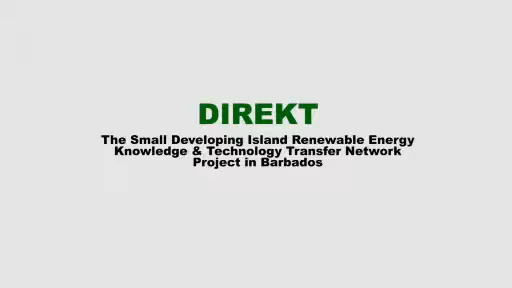 DIREKT
The Small Developing Island Renewable Energy
Knowledge & Technology Transfer Network
Project in Barbados